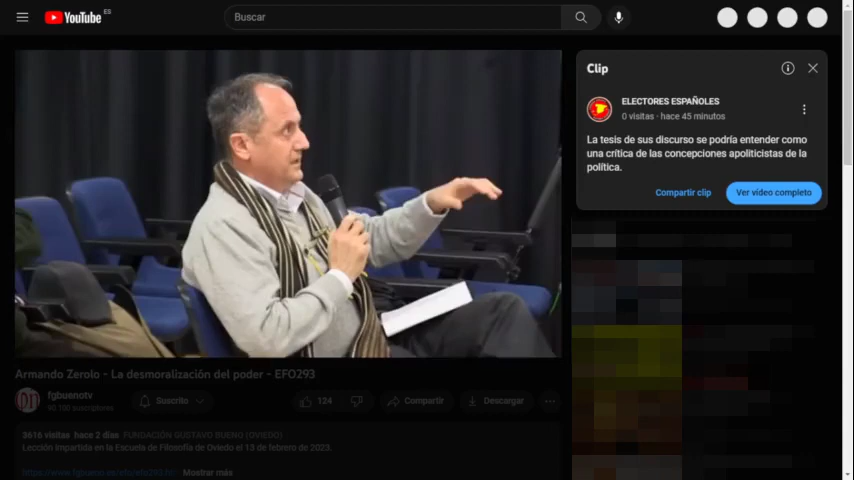 YouTube ES
Buscar
Clip
ELECTORES ESPAÑOLES
0 visitas · hace 45 minutos
La tesis de sus discurso se podría entender como
una crítica de las concepciones apoliticistas de la
política.
Compartir clip
Ver vídeo completo
Armando Zerolo - La desmoralización del poder - EFO293
fgbuenotv
90.100 suscriptores
Suscrito
124
Compartir
Descargar
3616 visitas hace 2 días FUNDACIÓN GUSTAVO BUENO (OVIEDO)
Lección impartida en la Escuela de Filosofía de Oviedo el 13 de febrero de 2023.
Mostrar más